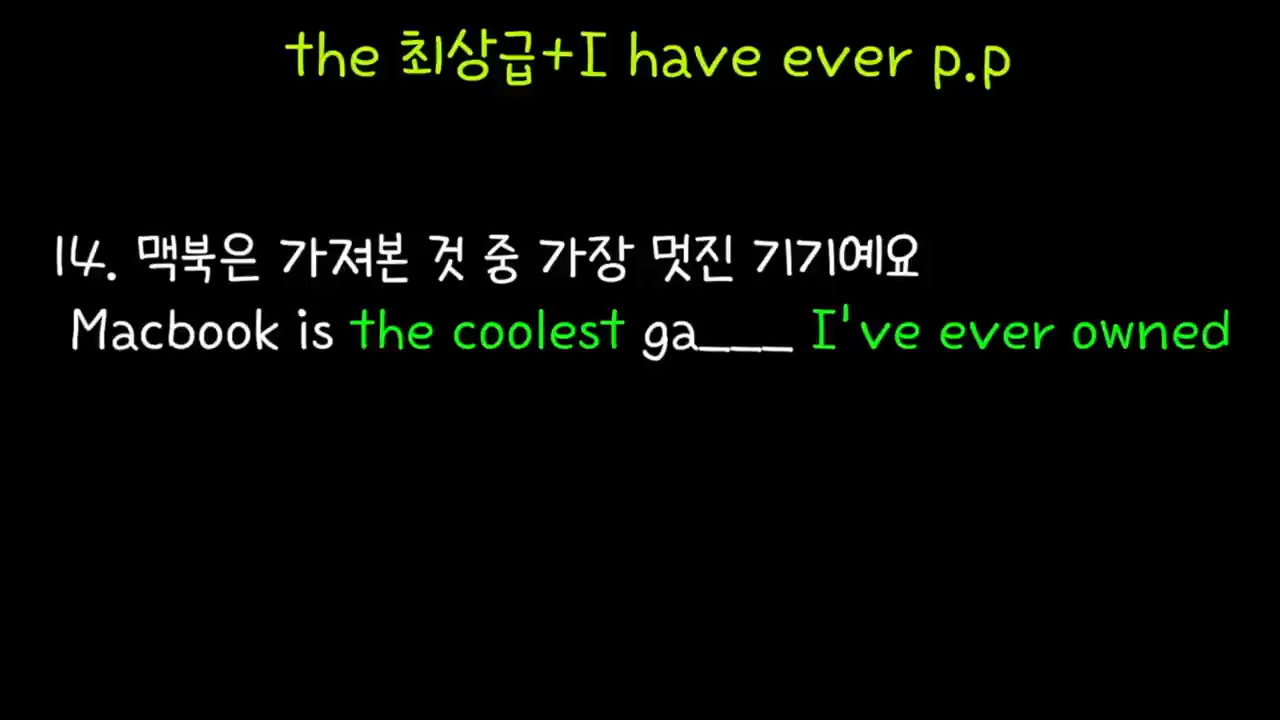 the 최상급+I have ever p.p
14. 맥북은 가져본 것 중 가장 멋진 기기예요
Macbook is the coolest ga___ I've ever owned